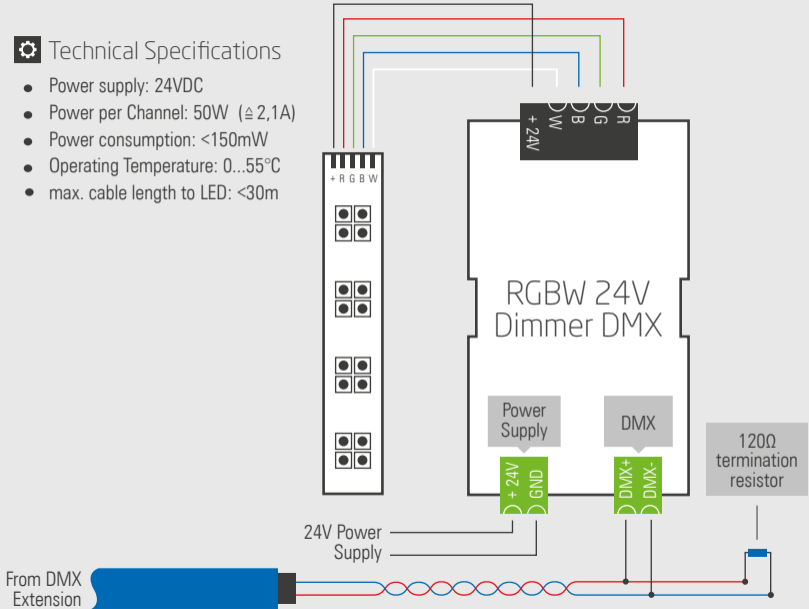 Technical Specifications
Power supply: 24VDC
Power per Channel: 50W (≙ 2,1A)
Power consumption: <150mW
Operating Temperature: 0...55°C
max. cable length to LED: <30m
+ R G B W
+ 24V
W
B
G
R
RGBW 24V
Dimmer DMX
Power
Supply
DMX
+ 24V
GND
DMX+
DMX-
120Ω
termination
resistor
24V Power
Supply
From DMX
Extension